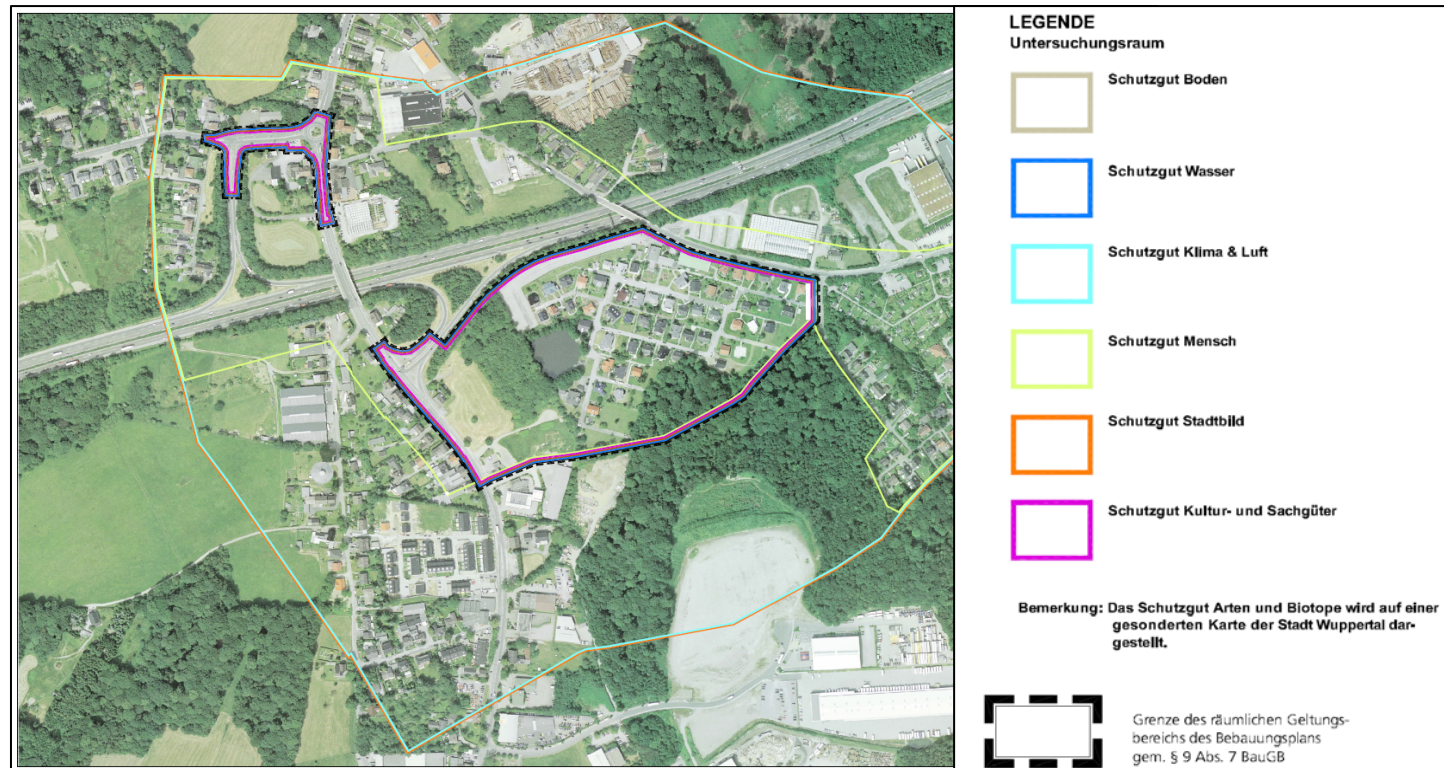 LEGENDE
Untersuchungsraum
Schutzgut Boden
Schutzgut Wasser
Schutzgut Klima & Luft
Schutzgut Mensch
Schutzgut Stadtbild
Schutzgut Kultur- und Sachgüter
Bemerkung: Das Schutzgut Arten und Biotope wird auf einer
gesonderten Karte der Stadt Wuppertal dar-
gestellt.
Grenze des räumlichen Geltungs-
bereichs des Bebauungsplans
gem. § 9 Abs. 7 BauGB